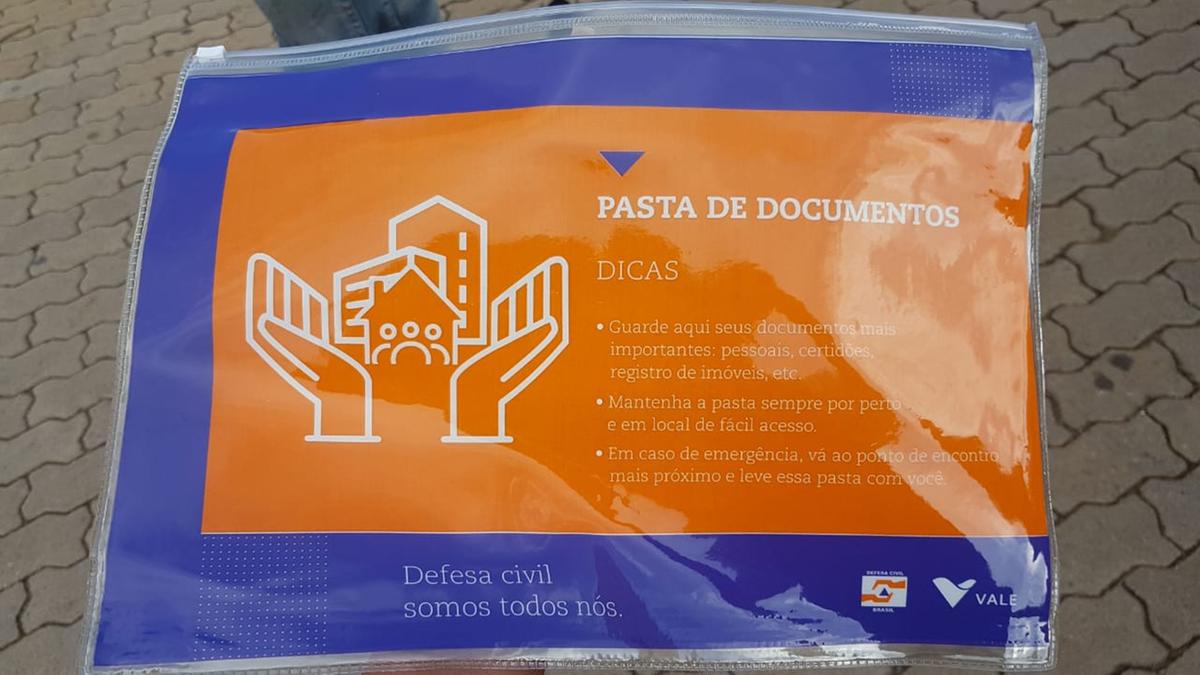 PASTA DE DOCUMENTOS
DICAS
• Guarde aqui seus documentos mais
importantes: pessoais, certidões,
registro de imóveis, etc.
• Mantenha a pasta sempre por perto
e em local de fácil acesso.
• Em caso de emergência, vá ao ponto de encontro
mais próximo e leve essa pasta com você.
Defesa civil
somos todos nós.
DEFESA CIVIL
BRASIL
VALE